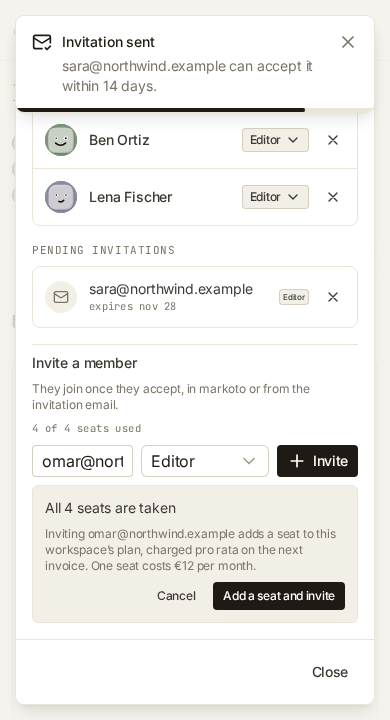 Invitation sent
sara@northwind.example can accept it
within 14 days.
Ben Ortiz
Editor
Lena Fischer
Editor
PENDING INVITATIONS
sara@northwind.example
Editor
expires nov 28
Invite a member
They join once they accept, in markoto or from the
invitation email.
4 of 4 seats used
omar@nort
Editor
Invite
All 4 seats are taken
Inviting omar@northwind.example adds a seat to this
workspace's plan, charged pro rata on the next
invoice. One seat costs €12 per month.
Cancel
Add a seat and invite
Close